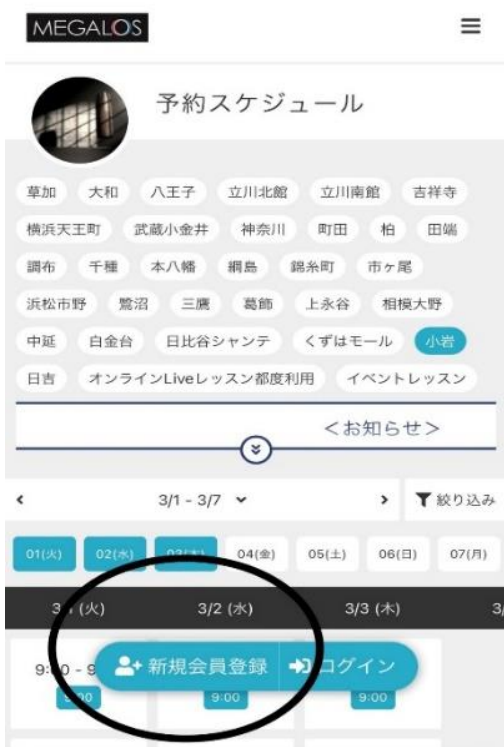 MEGALOS
予約スケジュール
草加 大和 八王子 立川北館 立川南館 吉祥寺
横浜天王町 武蔵小金井 神奈川 町田 柏 田端
調布 千種 本八幡 綱島 錦糸町 市ヶ尾
浜松市野 鷺沼 三鷹 葛飾 上永谷 相模大野
中延 白金台 日比谷シャンテ くずはモール 小岩
日吉 オンラインLiveレッスン都度利用 イベントレッスン
<お知らせ>
3/1 - 3/7 絞り込み
01(火) 02(水) 03(木) 04(金) 05(土) 06(日) 07(月)
3/1 (火) 3/2 (水) 3/3 (木) 3/
新規会員登録 ログイン
9:00 9:00 9:00